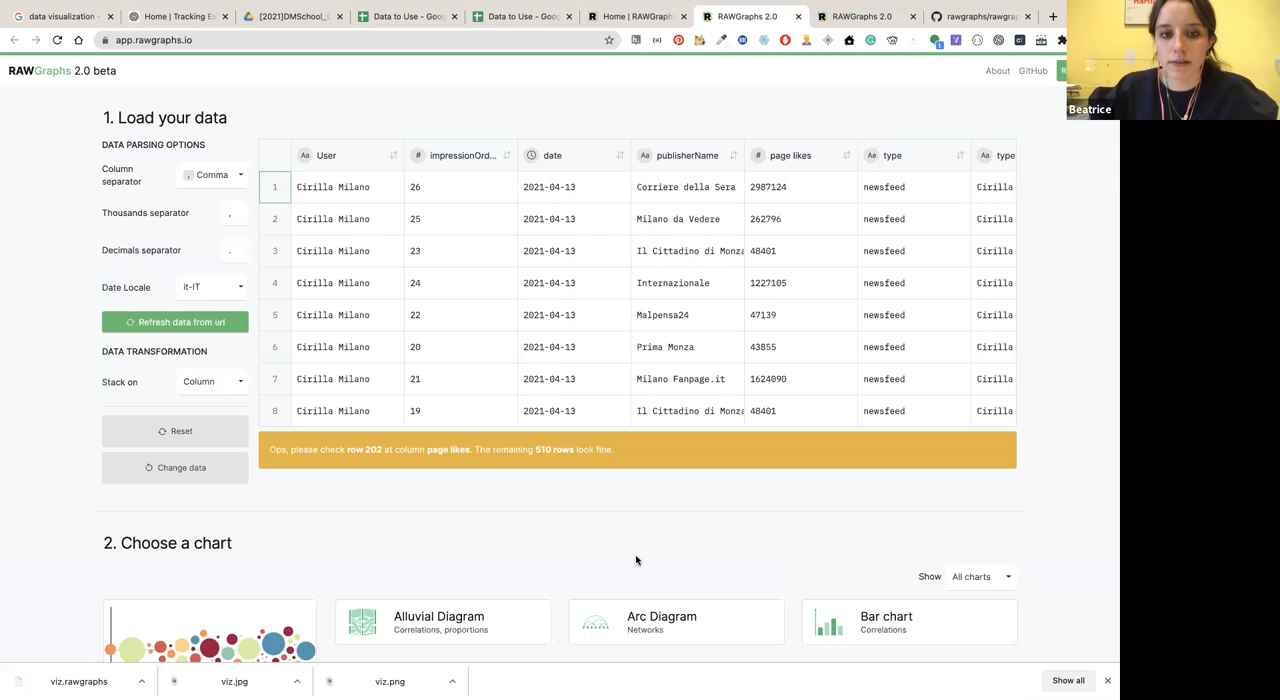 data visualization -
Home | Tracking Ex
[2021]DMSchool_
Data to Use - Goog
Data to Use - Goog
Home | RAWGraph
RAWGraphs 2.0
RAWGraphs 2.0
rawgraphs/rawgra
app.rawgraphs.io
RAWGraphs 2.0 beta
About
GitHub
Beatrice
1. Load your data
DATA PARSING OPTIONS
Column separator
, Comma
Thousands separator
,
Decimals separator
.
Date Locale
it-IT
Refresh data from url
DATA TRANSFORMATION
Stack on
Column
Reset
Change data
Aa User # impressionOrd... date Aa publisherName # page likes Aa type Aa type
1 Cirilla Milano 26 2021-04-13 Corriere della Sera 2987124 newsfeed Cirilla
2 Cirilla Milano 25 2021-04-13 Milano da Vedere 262796 newsfeed Cirilla
3 Cirilla Milano 23 2021-04-13 Il Cittadino di Monza 48401 newsfeed Cirilla
4 Cirilla Milano 24 2021-04-13 Internazionale 1227105 newsfeed Cirilla
5 Cirilla Milano 22 2021-04-13 Malpensa24 47139 newsfeed Cirilla
6 Cirilla Milano 20 2021-04-13 Prima Monza 43855 newsfeed Cirilla
7 Cirilla Milano 21 2021-04-13 Milano Fanpage.it 1624090 newsfeed Cirilla
8 Cirilla Milano 19 2021-04-13 Il Cittadino di Monza 48401 newsfeed Cirilla
Ops, please check row 202 at column page likes. The remaining 510 rows look fine.
2. Choose a chart
Show All charts
Alluvial Diagram
Correlations, proportions
Arc Diagram
Networks
Bar chart
Correlations
viz.rawgraphs
viz.jpg
viz.png
Show all